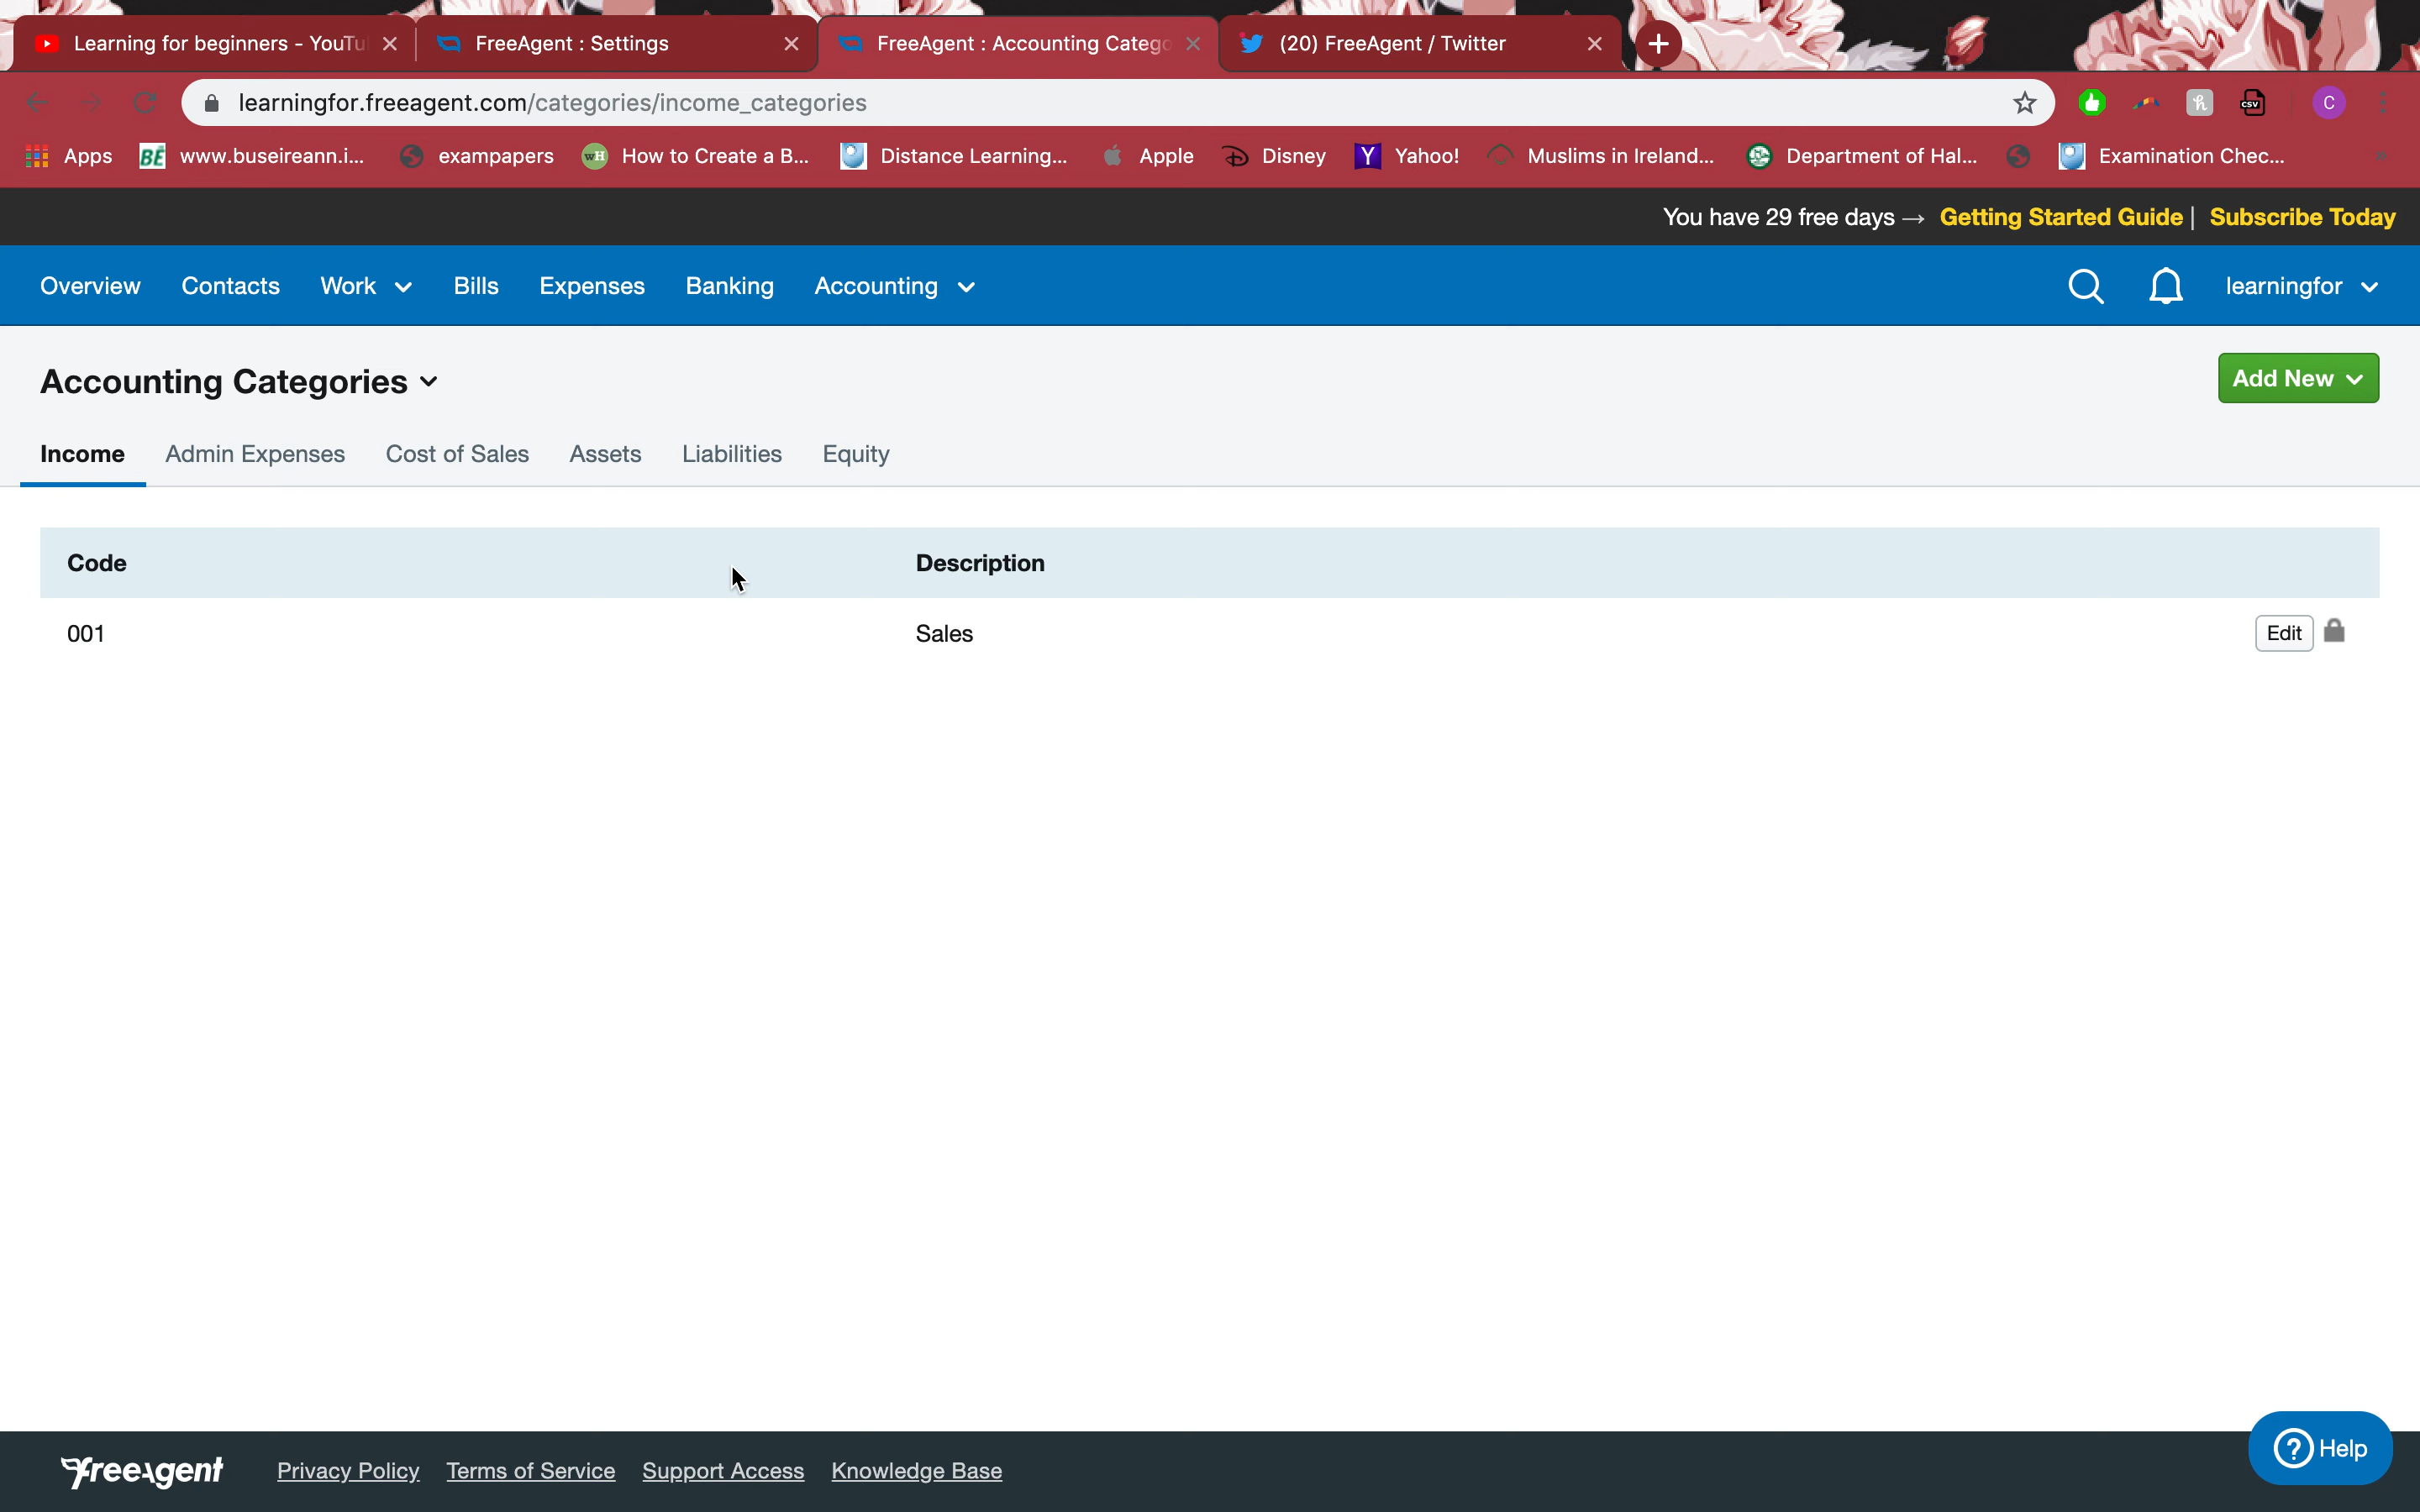 Learning for beginners - YouTu
FreeAgent : Settings
FreeAgent : Accounting Catego
(20) FreeAgent / Twitter
learningfor.freeagent.com/categories/income_categories
CSV
C
Apps
BÉ www.buseireann.i...
exampapers
wH How to Create a B...
Distance Learning...
Apple
Disney
Y Yahoo!
Muslims in Ireland...
Department of Hal...
Examination Chec...
You have 29 free days → Getting Started Guide | Subscribe Today
Overview Contacts Work Bills Expenses Banking Accounting learningfor
Accounting Categories
Add New
Income Admin Expenses Cost of Sales Assets Liabilities Equity
Code Description
001 Sales Edit
freeagent Privacy Policy Terms of Service Support Access Knowledge Base
? Help